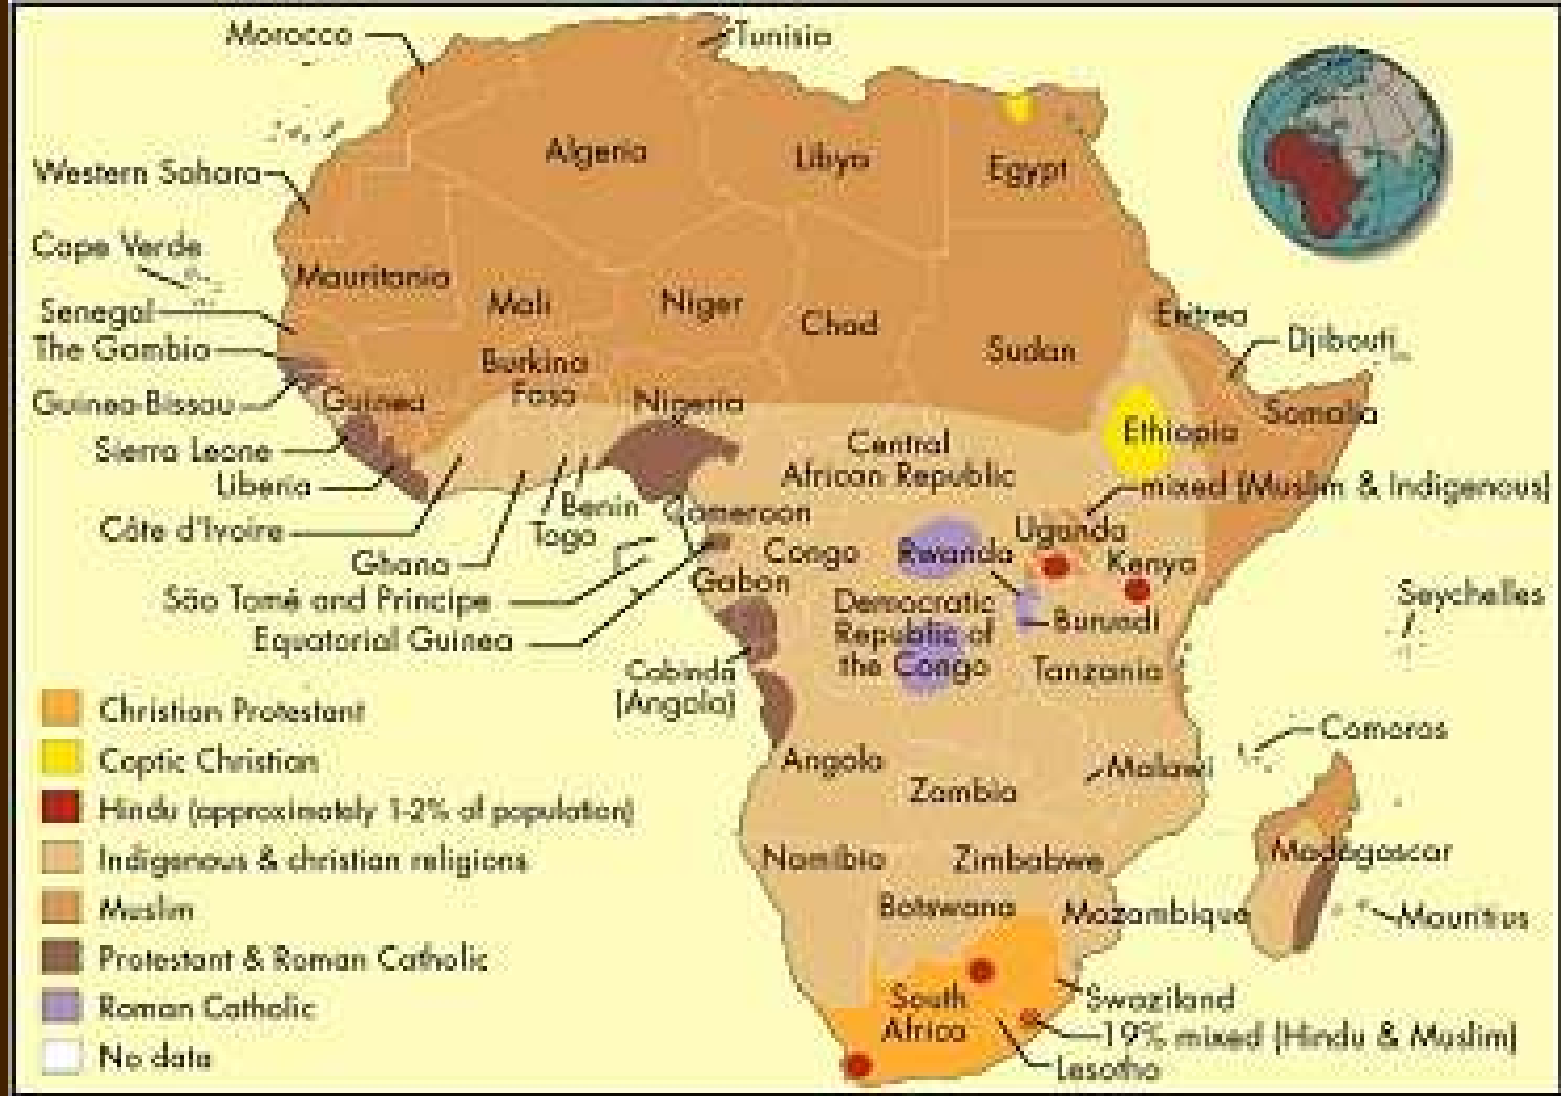 Morocco
Tunisia
Algeria
Libya
Egypt
Western Sahara
Cape Verde
Mauritania
Mali
Niger
Chad
Sudan
Eritrea
Djibouti
Senegal
The Gambia
Burkina
Faso
Guinea-Bissau
Guinea
Nigeria
Somalia
Ethiopia
Sierra Leone
Central
African Republic
Liberia
mixed (Muslim & Indigenous)
Benin
Cameroon
Côte d'Ivoire
Togo
Uganda
Ghana
Congo
Rwanda
Kenya
Gabon
São Tomé and Principe
Democratic
Republic of
the Congo
Burundi
Seychelles
Equatorial Guinea
Cabinda
(Angola)
Tanzania
Christian Protestant
Coptic Christian
Hindu (approximately 1-2% of population)
Indigenous & christian religions
Muslim
Protestant & Roman Catholic
Roman Catholic
No data
Comoros
Angola
Malawi
Zambia
Namibia
Zimbabwe
Madagascar
Botswana
Mozambique
Mauritius
South
Africa
Swaziland
19% mixed (Hindu & Muslim)
Lesotho